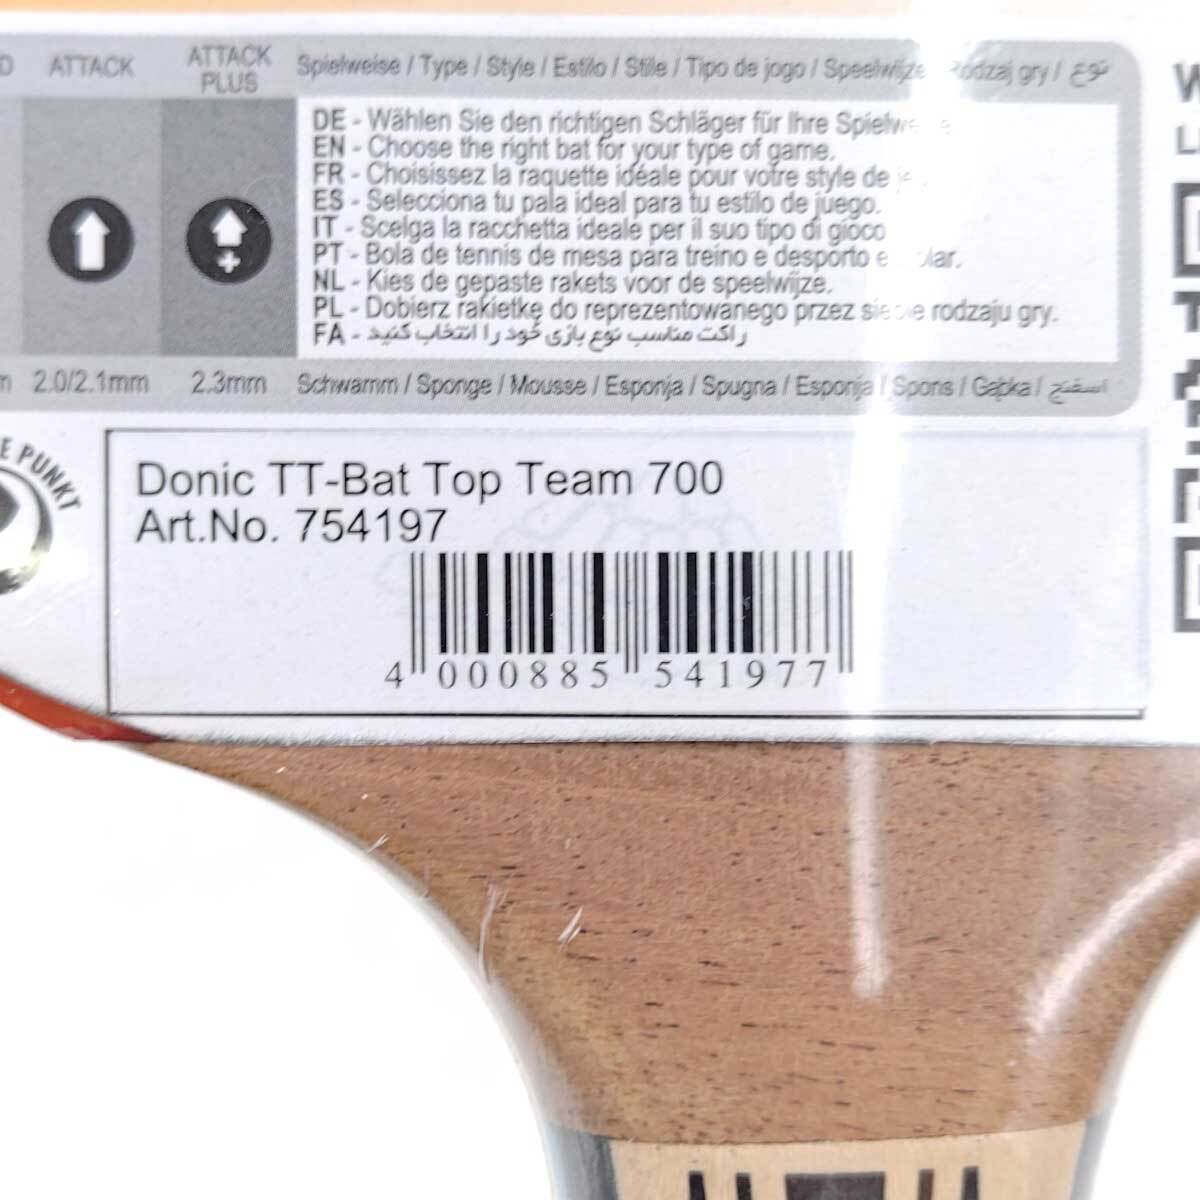 ATTACK
ATTACK
PLUS
Spielweise / Type / Style / Estilo / Stile / Tipo de jogo / Speelwijze Rodzaj gry / نوع
DE - Wählen Sie den richtigen Schläger für Ihre
EN - Choose the right bat for your type of game.
FR - Choisissez la raquette idéale pour votre style de
ES - Selecciona tu pala ideal para tu estilo de juego.
IT - Scelga la racchetta ideale per il suo tipo di gioco
PT - Bola de tennis de mesa para treino e desporto
NL - Kies de gepaste rakets voor de speelwijze.
PL - Dobierz rakietkę do reprezentowanego przez siebie rodzaju gry.
FA - راکت مناسب نوع بازی خود را انتخاب کنید
2.0/2.1mm
2.3mm
Schwamm / Sponge / Mousse / Esponja / Spugna / Esponja / Spons / Gąbka / اسفنج
PUNKT
Donic TT-Bat Top Team 700
Art.No. 754197
4 000885 541977